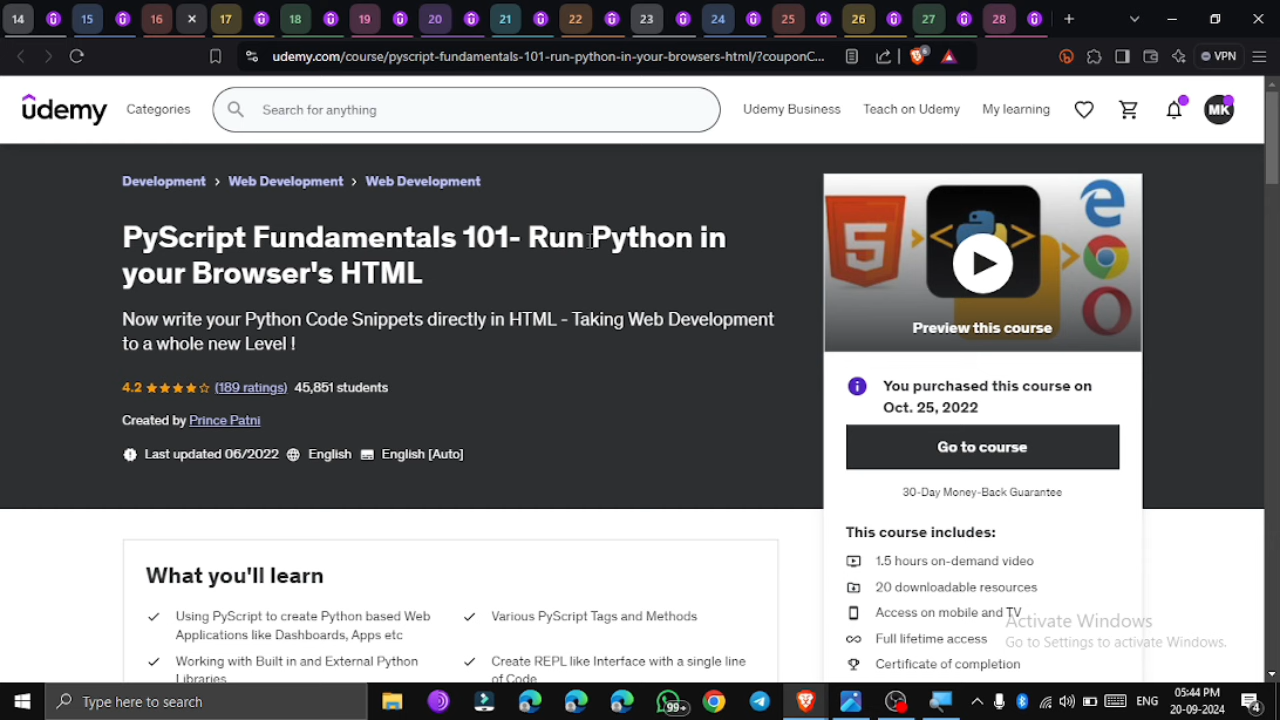 14 15 16 17 18 19 20 21 22 23 24 25 26 27 28
udemy.com/course/pyscript-fundamentals-101-run-python-in-your-browsers-html/?couponC...
VPN
ûdemy Categories Search for anything Udemy Business Teach on Udemy My learning MK
Development > Web Development > Web Development
PyScript Fundamentals 101- Run Python in
your Browser's HTML
Now write your Python Code Snippets directly in HTML - Taking Web Development
to a whole new Level !
4.2 (189 ratings) 45,851 students
Created by Prince Patni
Last updated 06/2022 English English [Auto]
Preview this course
You purchased this course on
Oct. 25, 2022
Go to course
30-Day Money-Back Guarantee
This course includes:
1.5 hours on-demand video
20 downloadable resources
Access on mobile and TV
Full lifetime access
Certificate of completion
What you'll learn
Using PyScript to create Python based Web
Applications like Dashboards, Apps etc
Various PyScript Tags and Methods
Working with Built in and External Python
Libraries
Create REPL like Interface with a single line
of Code
Activate Windows
Go to Settings to activate Windows.
Type here to search
99+
ENG
05:44 PM
20-09-2024
4